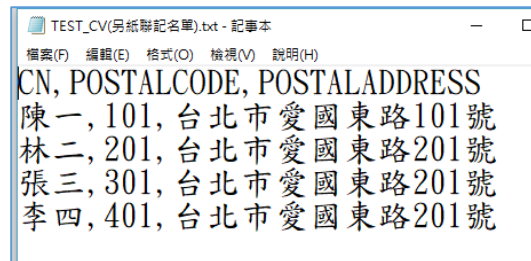 TEST_CV(另紙聯記名單).txt - 記事本
檔案(F) 編輯(E) 格式(O) 檢視(V) 說明(H)
CN,POSTALCODE,POSTALADDRESS
陳一,101,台北市愛國東路101號
林二,201,台北市愛國東路201號
張三,301,台北市愛國東路201號
李四,401,台北市愛國東路201號